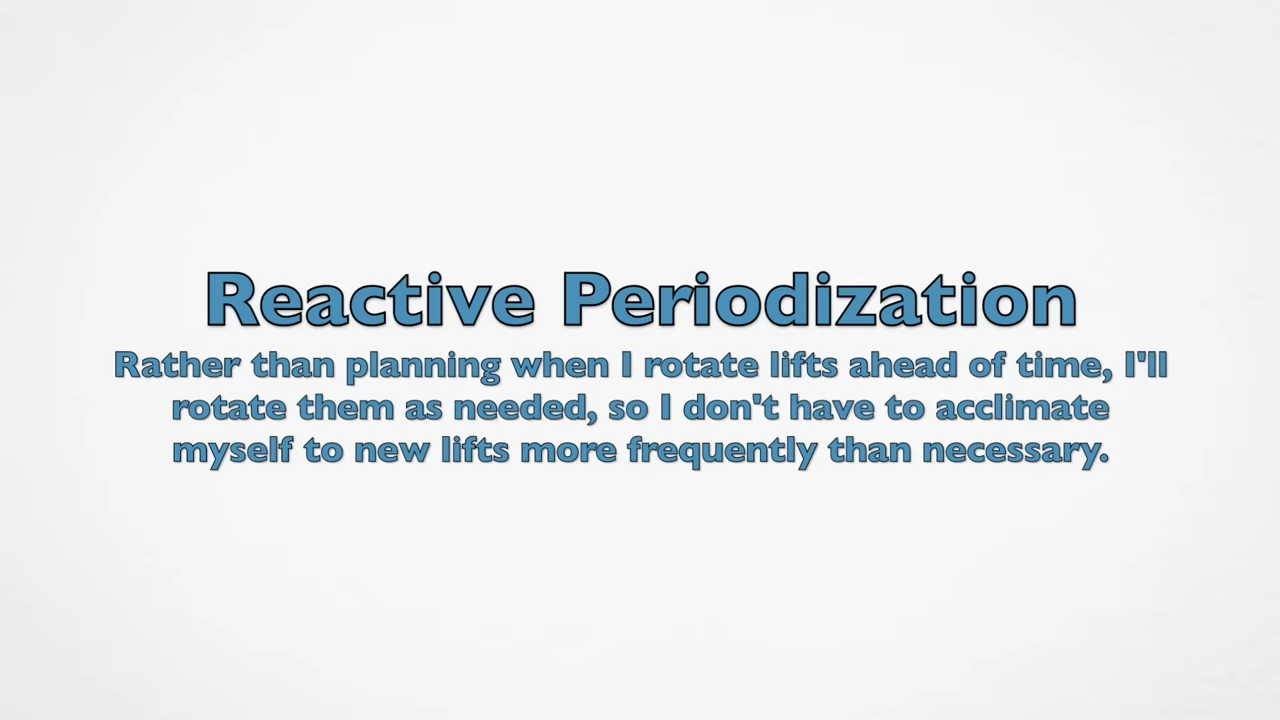 Reactive Periodization
Rather than planning when I rotate lifts ahead of time, I'll
rotate them as needed, so I don't have to acclimate
myself to new lifts more frequently than necessary.